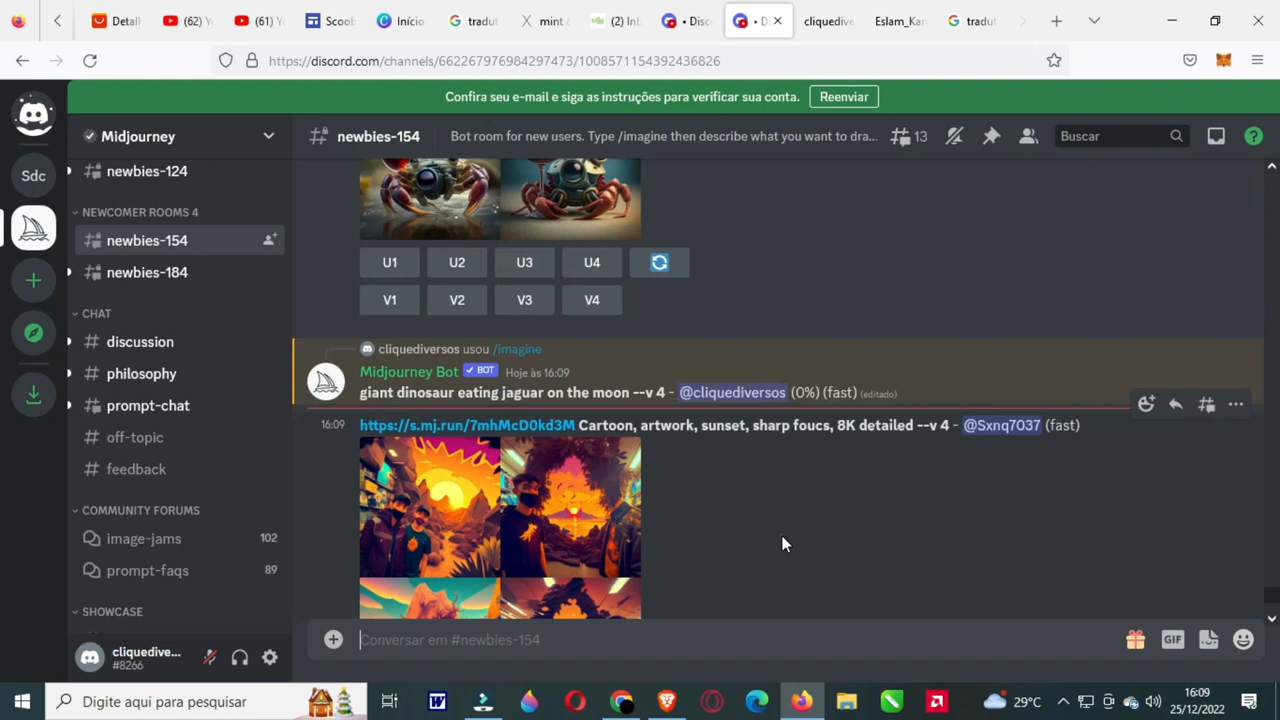 Detall
(62) Y
(61) Y
Scoob
Início
tradut
mint
(2) Inb
Disc
D
cliquedive
Eslam_Kar
tradut
https://discord.com/channels/662267976984297473/1008571154392436826
Confira seu e-mail e siga as instruções para verificar sua conta.
Reenviar
Midjourney
newbies-154
Bot room for new users. Type /imagine then describe what you want to dra...
13
Buscar
Sdc
newbies-124
NEWCOMER ROOMS 4
newbies-154
newbies-184
CHAT
discussion
philosophy
prompt-chat
off-topic
feedback
COMMUNITY FORUMS
image-jams 102
prompt-faqs 89
SHOWCASE
cliquedive...
#8266
U1 U2 U3 U4
V1 V2 V3 V4
cliquediversos usou /imagine
Midjourney Bot ✓ BOT Hoje às 16:09
giant dinosaur eating jaguar on the moon --v 4 - @cliquediversos (0%) (fast) (editado)
16:09 https://s.mj.run/7mhMcD0kd3M Cartoon, artwork, sunset, sharp foucs, 8K detailed --v 4 - @Sxnq7037 (fast)
Conversar em #newbies-154
GIF
Digite aqui para pesquisar
29°C
16:09
25/12/2022